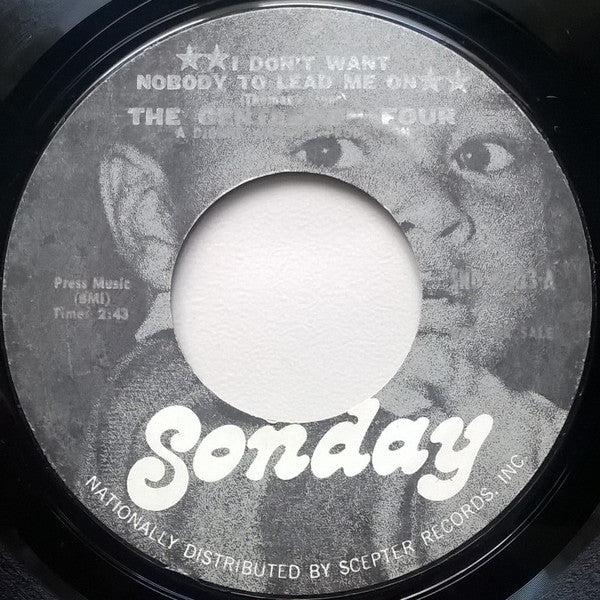 ★★I DON'T WANT
NOBODY TO LEAD ME ON★★
THE FOUR
A
Press Music
(BMI)
Time: 2:43
SALE
Sonday
NATIONALLY DISTRIBUTED BY SCEPTER RECORDS, INC.